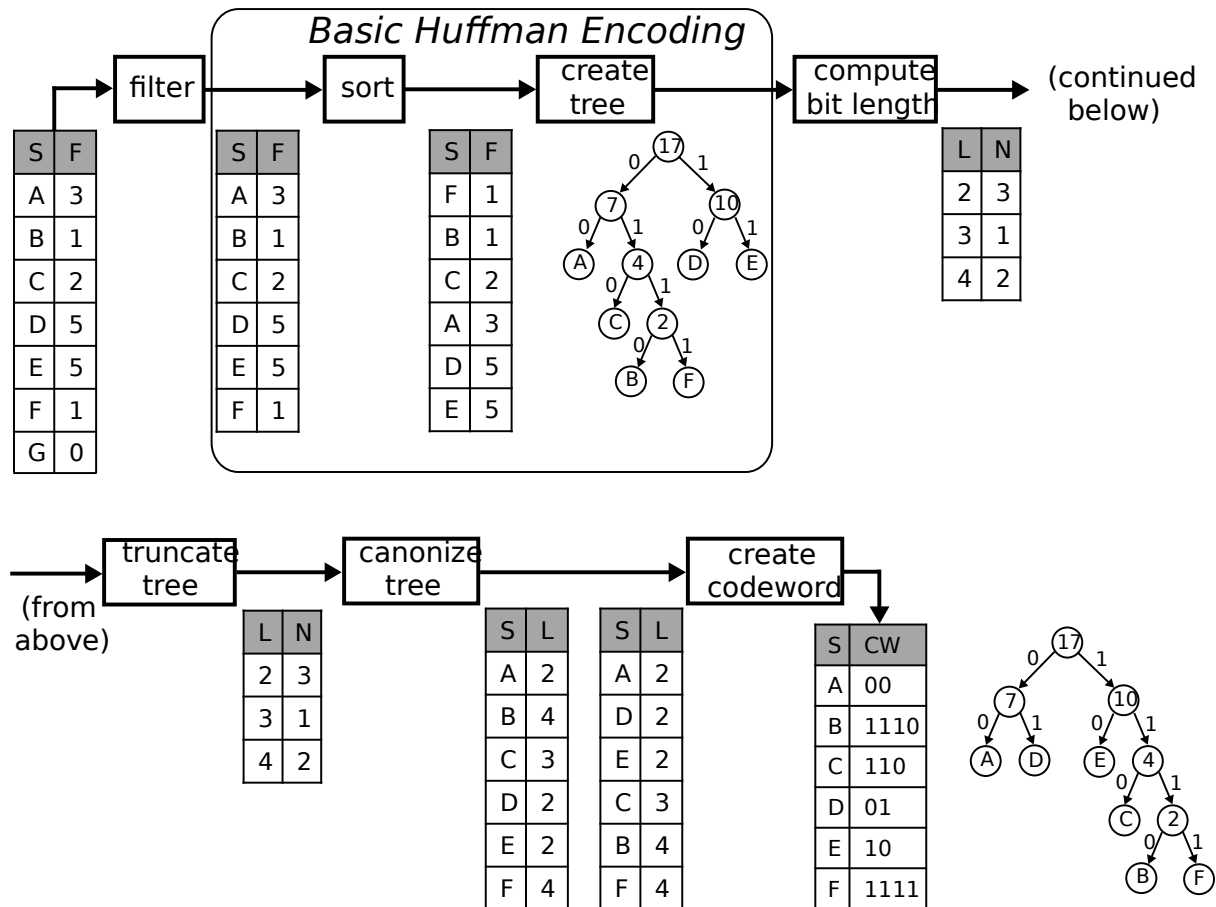 Basic Huffman Encoding
filter
sort
create
tree
compute
bit length
(continued
below)
S F
A 3
B 1
C 2
D 5
E 5
F 1
G 0
S F
A 3
B 1
C 2
D 5
E 5
F 1
S F
F 1
B 1
C 2
A 3
D 5
E 5
17
0 1
7 10
0 1 0 1
A 4 D E
0 1
C 2
0 1
B F
L N
2 3
3 1
4 2
(from
above)
truncate
tree
canonize
tree
create
codeword
L N
2 3
3 1
4 2
S L
A 2
B 4
C 3
D 2
E 2
F 4
S L
A 2
D 2
E 2
C 3
B 4
F 4
S CW
A 00
B 1110
C 110
D 01
E 10
F 1111
17
0 1
7 10
0 1 0 1
A D E 4
0 1
C 2
0 1
B F